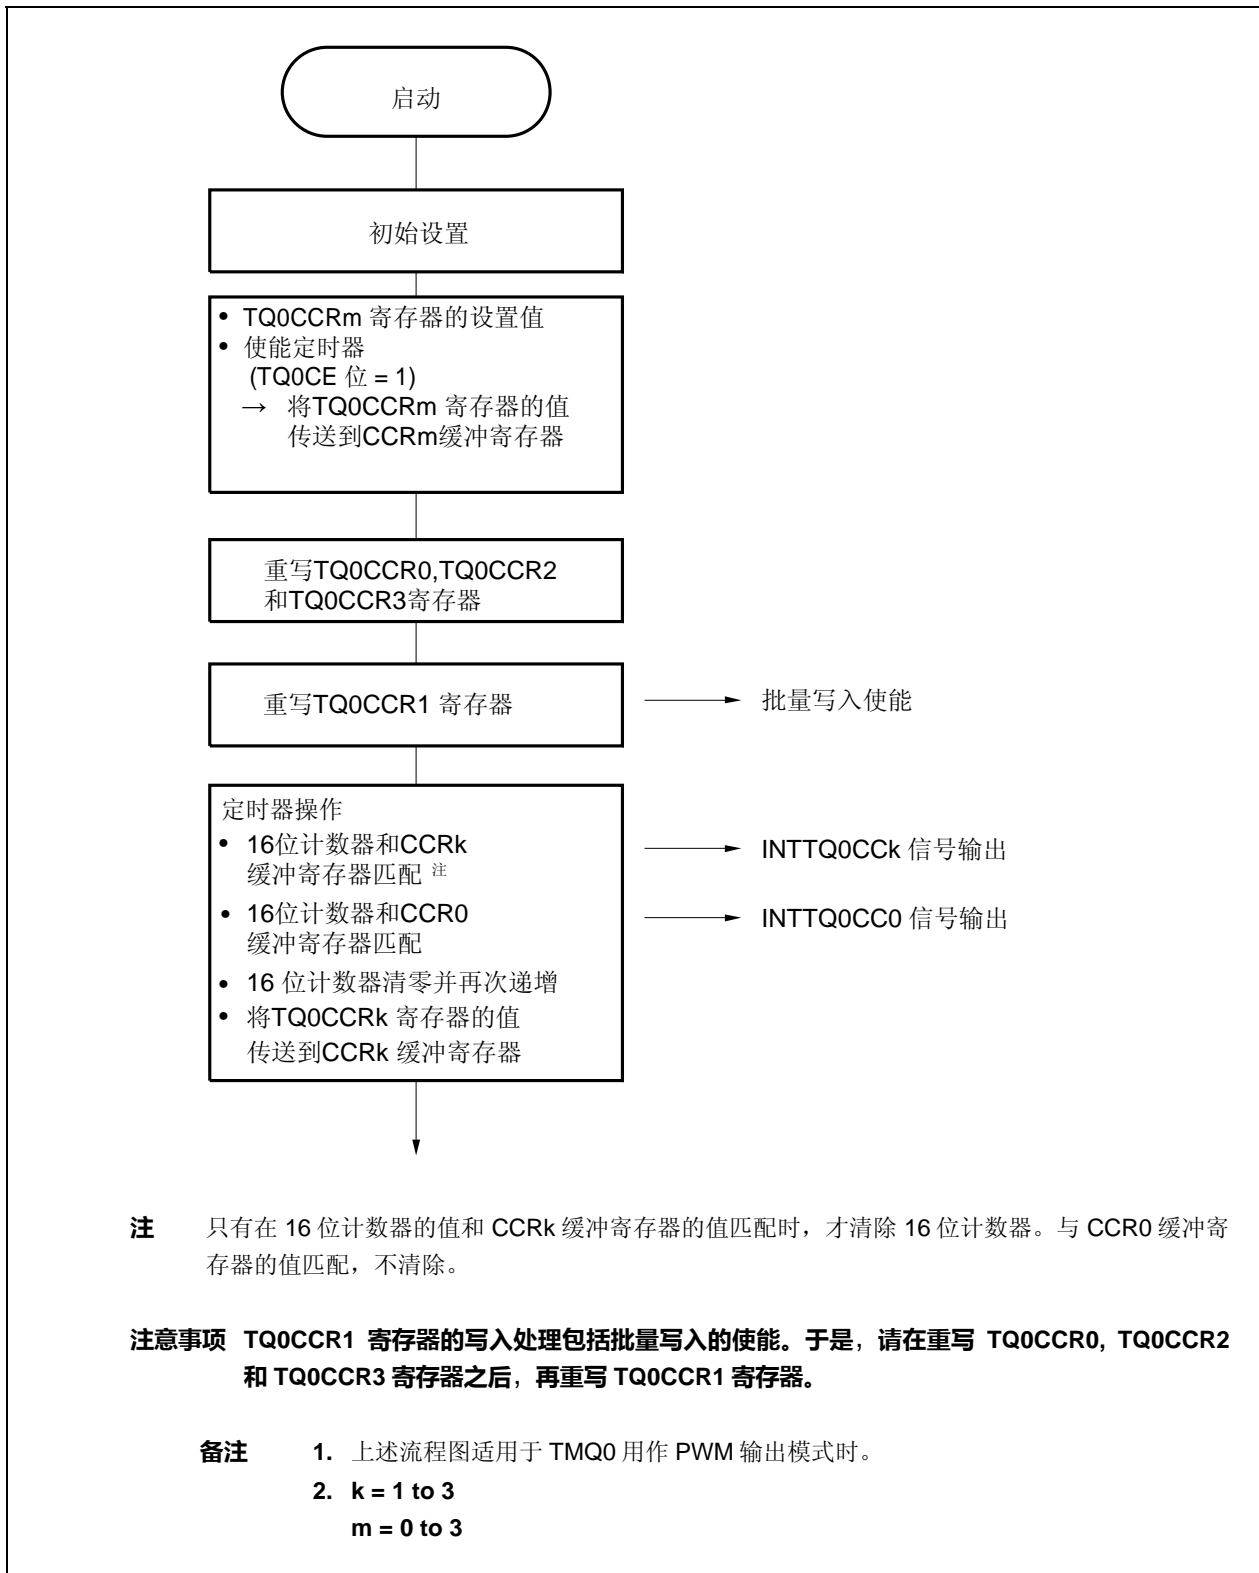 启动
初始设置
• TQ0CCRm 寄存器的设置值
• 使能定时器
(TQ0CE 位 = 1)
→ 将TQ0CCRm 寄存器的值
传送到CCRm缓冲寄存器
重写TQ0CCR0,TQ0CCR2
和TQ0CCR3寄存器
重写TQ0CCR1 寄存器
批量写入使能
定时器操作
• 16位计数器和CCRk
缓冲寄存器匹配 注
INTTQ0CCk 信号输出
• 16位计数器和CCR0
缓冲寄存器匹配
INTTQ0CC0 信号输出
• 16 位计数器清零并再次递增
• 将TQ0CCRk 寄存器的值
传送到CCRk 缓冲寄存器
注 只有在 16 位计数器的值和 CCRk 缓冲寄存器的值匹配时，才清除 16 位计数器。与 CCR0 缓冲寄
存器的值匹配，不清除。
注意事项 TQ0CCR1 寄存器的写入处理包括批量写入的使能。于是，请在重写 TQ0CCR0, TQ0CCR2
和 TQ0CCR3 寄存器之后，再重写 TQ0CCR1 寄存器。
备注 1. 上述流程图适用于 TMQ0 用作 PWM 输出模式时。
2. k = 1 to 3
m = 0 to 3